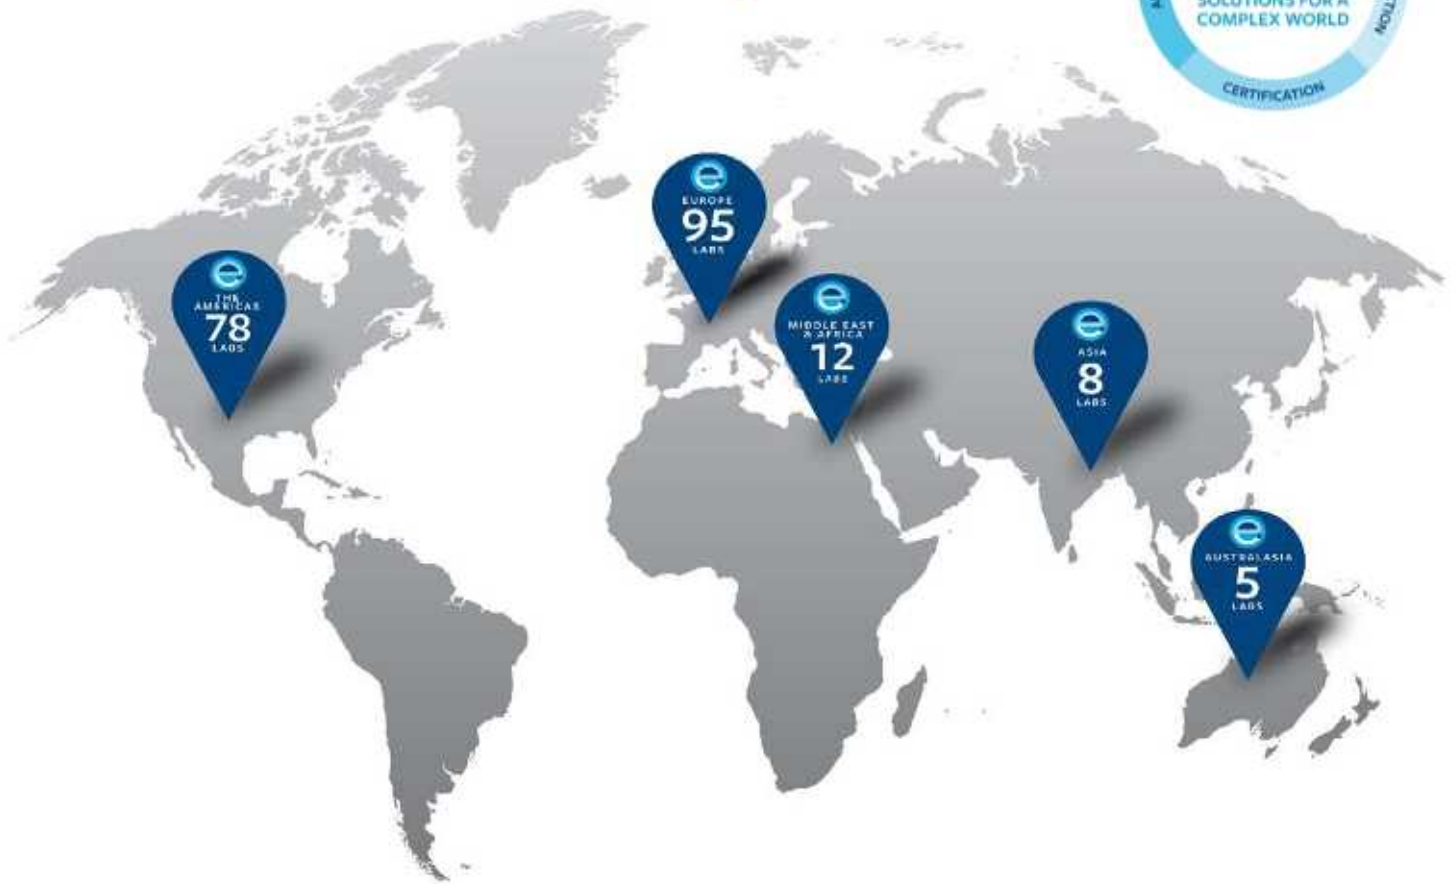 SOLUTIONS FOR A
COMPLEX WORLD
CERTIFICATION
e
EUROPE
95
LABS
e
THE
AMERICAS
78
LABS
e
MIDDLE EAST
& AFRICA
12
LABS
e
ASIA
8
LABS
e
AUSTRALASIA
5
LABS